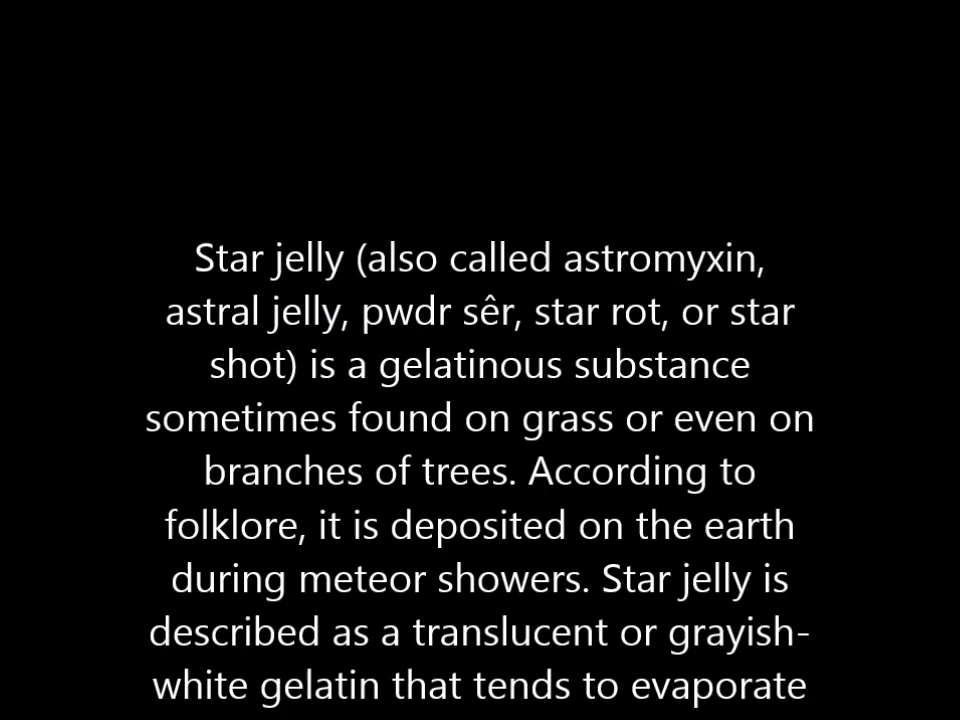 Star jelly (also called astromyxin,
astral jelly, pwdr sêr, star rot, or star
shot) is a gelatinous substance
sometimes found on grass or even on
branches of trees. According to
folklore, it is deposited on the earth
during meteor showers. Star jelly is
described as a translucent or grayish-
white gelatin that tends to evaporate